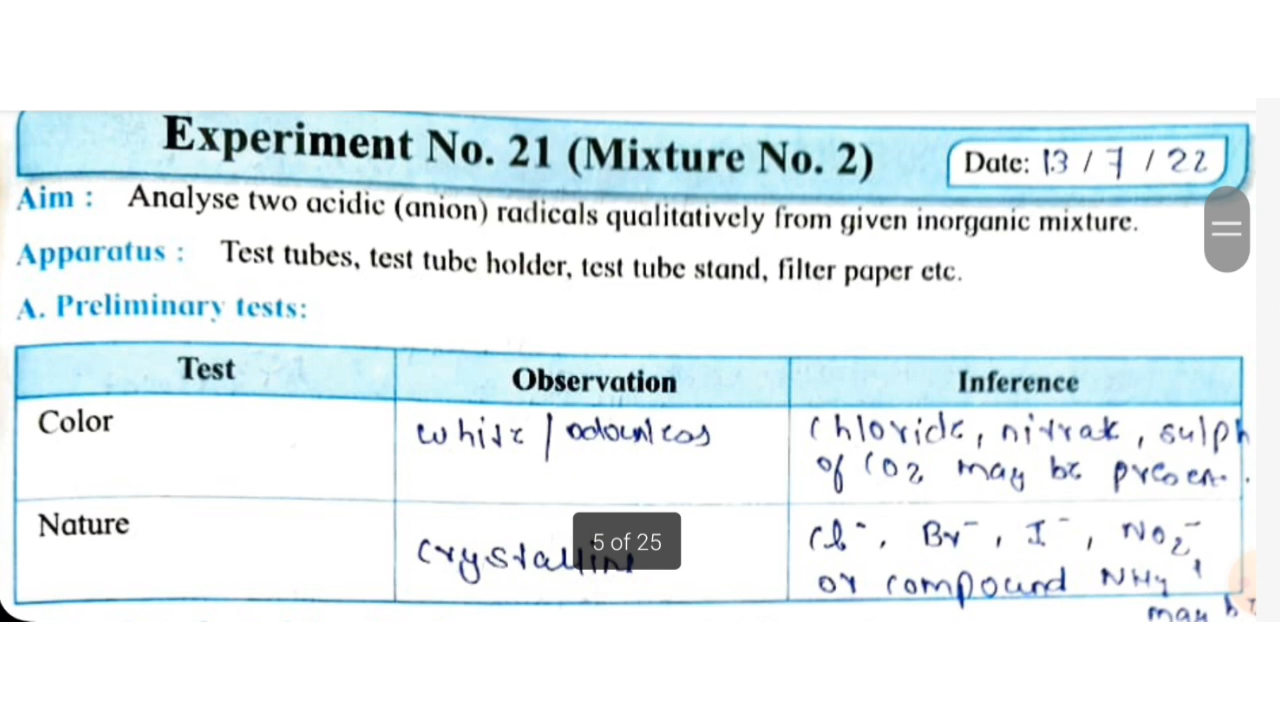 Experiment No. 21 (Mixture No. 2)
Date: 13 / 7 / 22
Aim : Analyse two acidic (anion) radicals qualitatively from given inorganic mixture.
Apparatus : Test tubes, test tube holder, test tube stand, filter paper etc.
A. Preliminary tests:
Test Observation Inference
Color white / Chloride, nitrate, sulph
of CO2 may be present.
Nature crystalline Cl⁻, Br⁻, I⁻, NO2⁻
or compound NH4⁺
may b
5 of 25